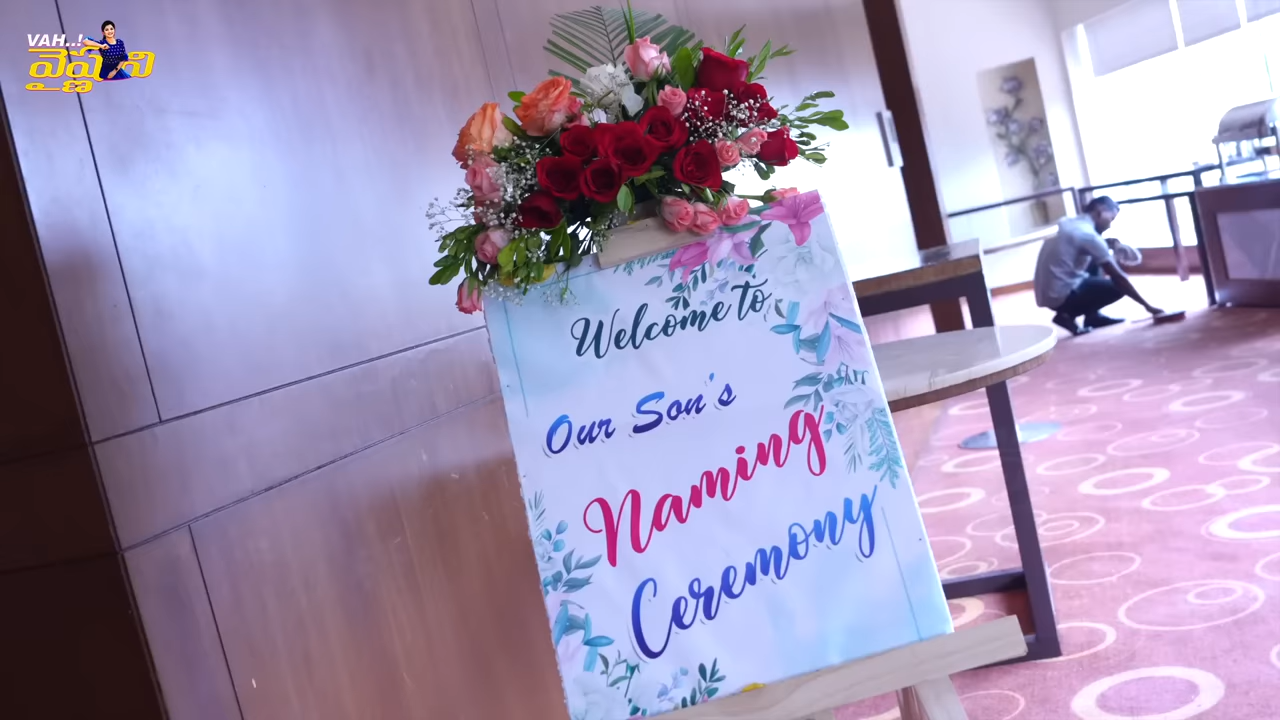 VAH..!
వైష్ణవి
Welcome to
Our Son's
Naming
Ceremony